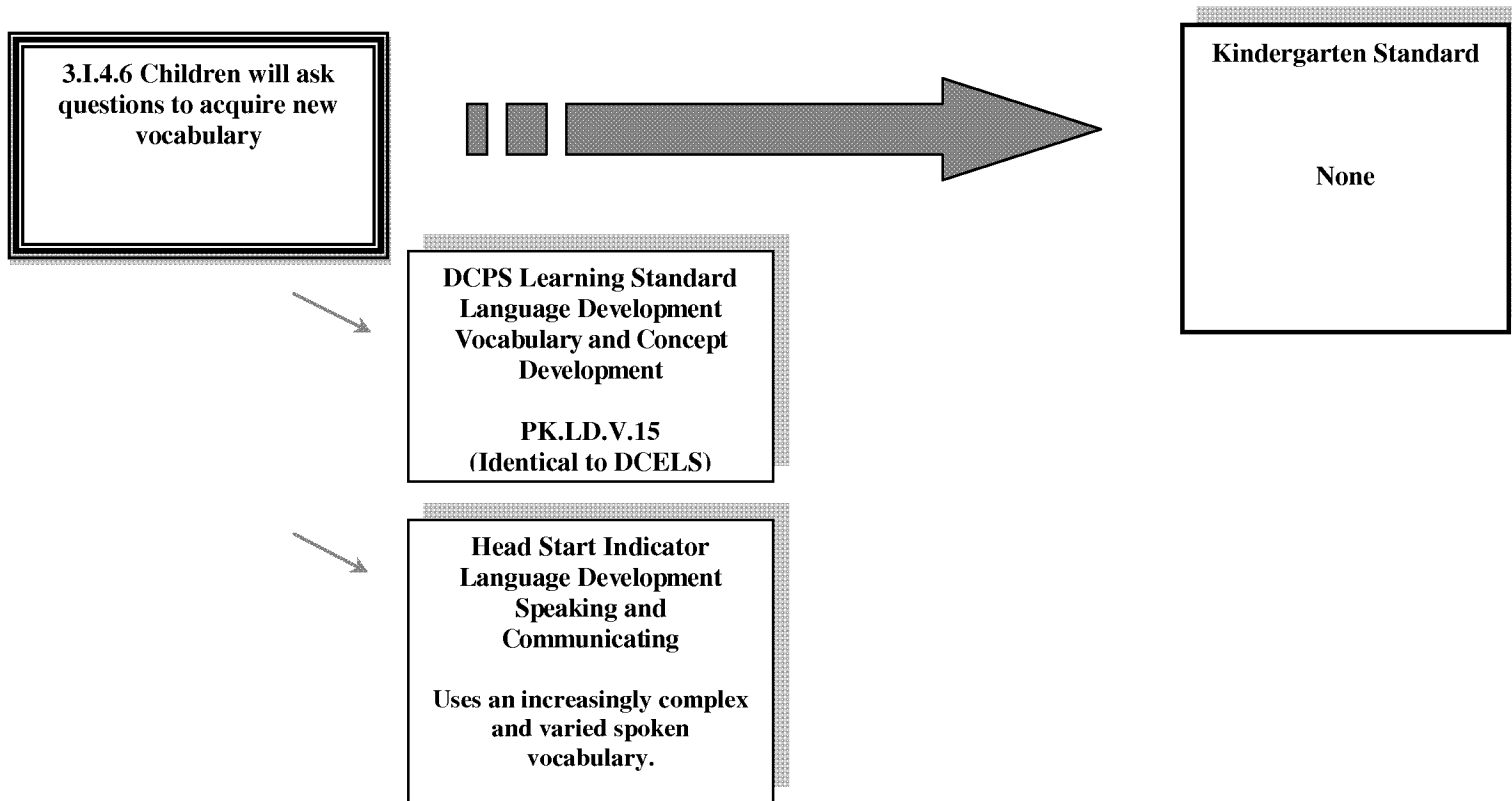 3.I.4.6 Children will ask
questions to acquire new
vocabulary
Kindergarten Standard
None
DCPS Learning Standard
Language Development
Vocabulary and Concept
Development
PK.LD.V.15
(Identical to DCELS)
Head Start Indicator
Language Development
Speaking and
Communicating
Uses an increasingly complex
and varied spoken
vocabulary.